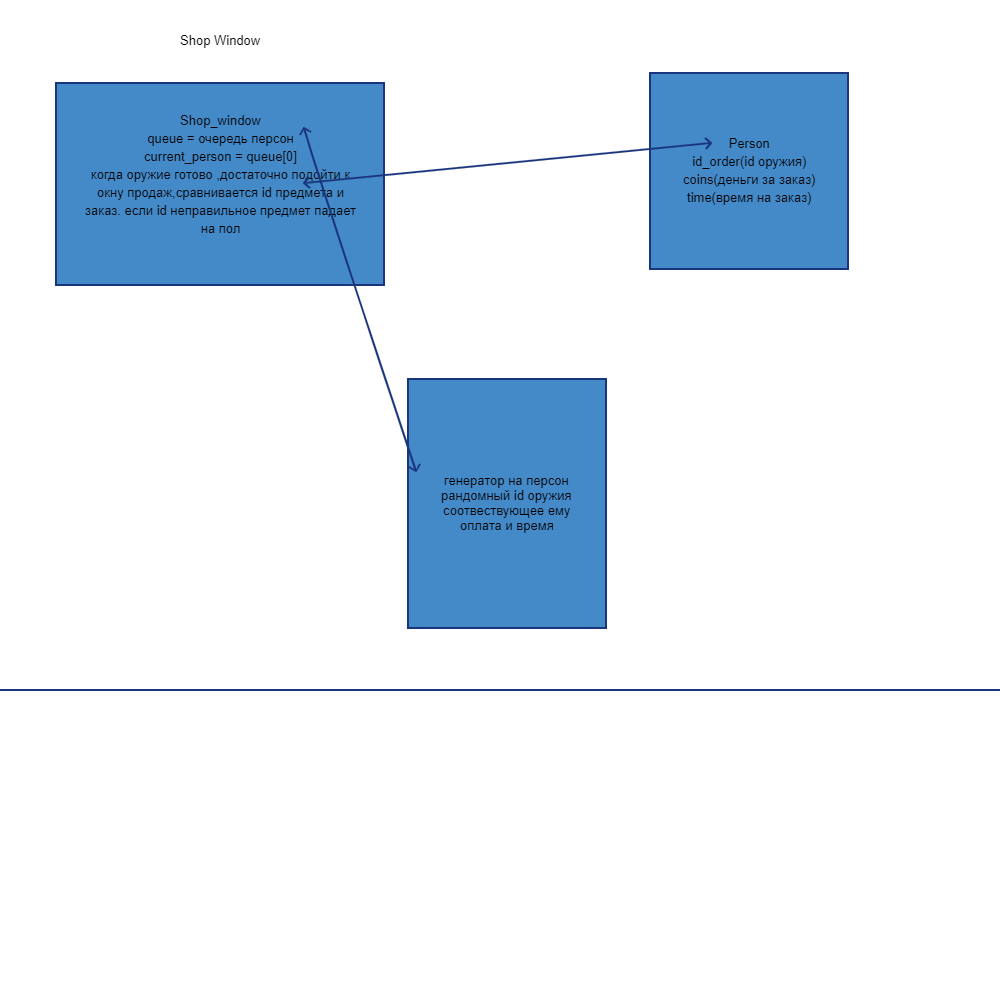 Shop Window
Shop_window
queue = очередь персон
current_person = queue[0]
когда оружие готово ,достаточно подойти к
окну продаж,сравнивается id предмета и
заказ. если id неправильное предмет падает
на пол
Person
id_order(id оружия)
coins(деньги за заказ)
time(время на заказ)
генератор на персон
рандомный id оружия
соотвествующее ему
оплата и время